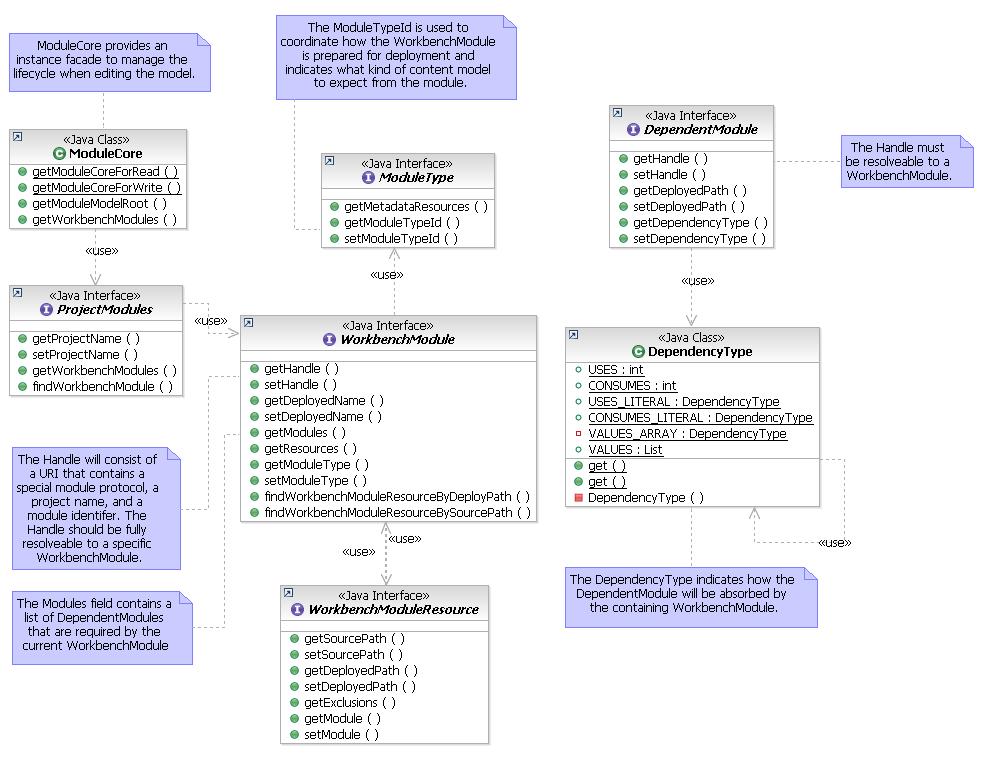 ModuleCore provides an
instance facade to manage the
lifecycle when editing the model.
The ModuleTypeId is used to
coordinate how the WorkbenchModule
is prepared for deployment and
indicates what kind of content model
to expect from the module.
«Java Class»
C ModuleCore
getModuleCoreForRead ( )
getModuleCoreForWrite ( )
getModuleModelRoot ( )
getWorkbenchModules ( )
«use»
«Java Interface»
I ModuleType
getMetadataResources ( )
getModuleTypeId ( )
setModuleTypeId ( )
«use»
«Java Interface»
I DependentModule
getHandle ( )
setHandle ( )
getDeployedPath ( )
setDeployedPath ( )
getDependencyType ( )
setDependencyType ( )
«use»
The Handle must
be resolveable to a
WorkbenchModule.
«Java Interface»
I ProjectModules
getProjectName ( )
setProjectName ( )
getWorkbenchModules ( )
findWorkbenchModule ( )
«use»
«Java Interface»
I WorkbenchModule
getHandle ( )
setHandle ( )
getDeployedName ( )
setDeployedName ( )
getModules ( )
getResources ( )
getModuleType ( )
setModuleType ( )
findWorkbenchModuleResourceByDeployPath ( )
findWorkbenchModuleResourceBySourcePath ( )
«use»
«use»
«Java Class»
C DependencyType
USES : int
CONSUMES : int
USES_LITERAL : DependencyType
CONSUMES_LITERAL : DependencyType
VALUES_ARRAY : DependencyType
VALUES : List
get ( )
get ( )
DependencyType ( )
«use»
The Handle will consist of
a URI that contains a
special module protocol, a
project name, and a
module identifer. The
Handle should be fully
resolveable to a specific
WorkbenchModule.
The Modules field contains a
list of DependentModules
that are required by the
current WorkbenchModule
«Java Interface»
I WorkbenchModuleResource
getSourcePath ( )
setSourcePath ( )
getDeployedPath ( )
setDeployedPath ( )
getExclusions ( )
getModule ( )
setModule ( )
The DependencyType indicates how the
DependentModule will be absorbed by
the containing WorkbenchModule.